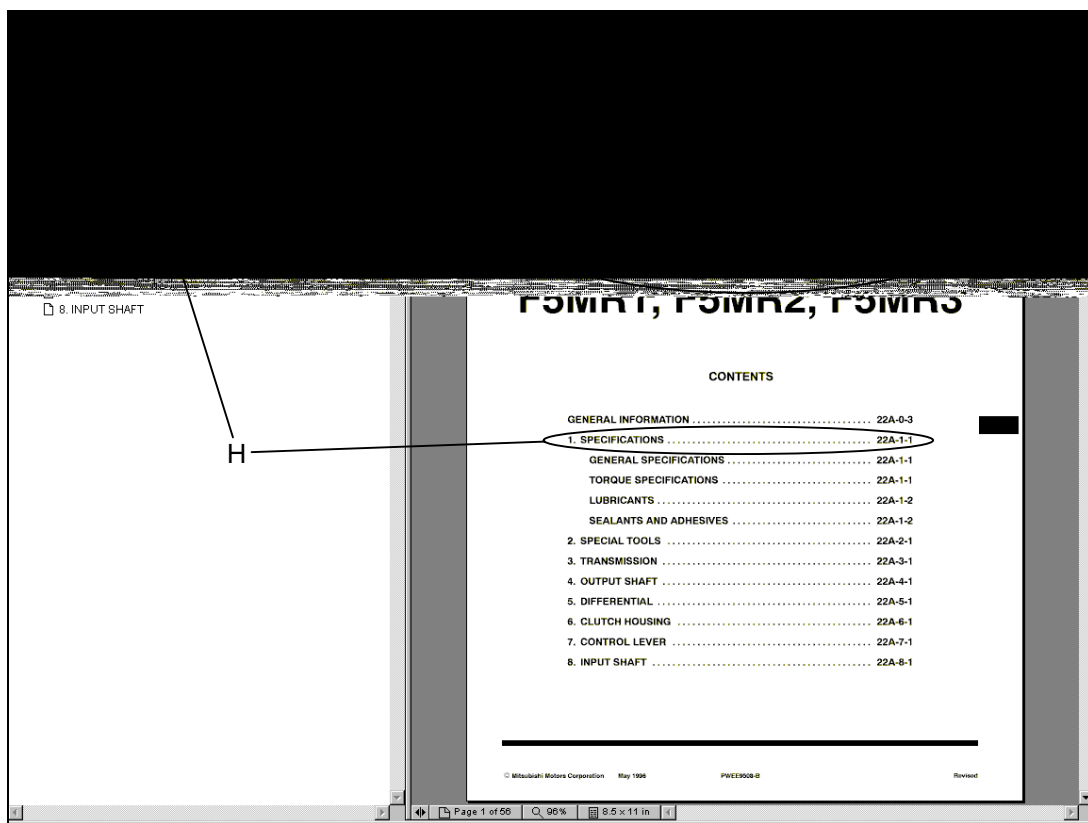 8. INPUT SHAFT
F5MR1, F5MR2, F5MR3
CONTENTS
GENERAL INFORMATION ........................................ 22A-0-3
1. SPECIFICATIONS ............................................. 22A-1-1
GENERAL SPECIFICATIONS ............................ 22A-1-1
TORQUE SPECIFICATIONS ............................. 22A-1-1
LUBRICANTS ........................................... 22A-1-2
SEALANTS AND ADHESIVES ........................... 22A-1-2
2. SPECIAL TOOLS ........................................... 22A-2-1
3. TRANSMISSION ........................................... 22A-3-1
4. OUTPUT SHAFT ........................................... 22A-4-1
5. DIFFERENTIAL ............................................ 22A-5-1
6. CLUTCH HOUSING ......................................... 22A-6-1
7. CONTROL LEVER .......................................... 22A-7-1
8. INPUT SHAFT ............................................. 22A-8-1
H
© Mitsubishi Motors Corporation May 1996 PWEE9508-B Revised
Page 1 of 56 96% 8.5 x 11 in